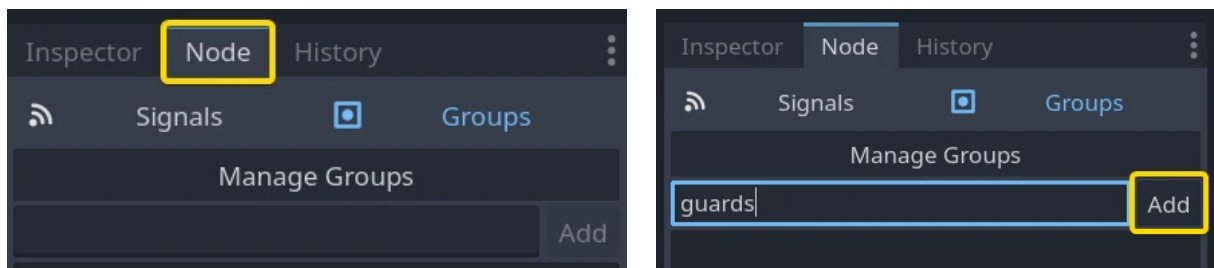 Inspector Node History
Signals Groups
Manage Groups
Add
Inspector Node History
Signals Groups
Manage Groups
guards Add